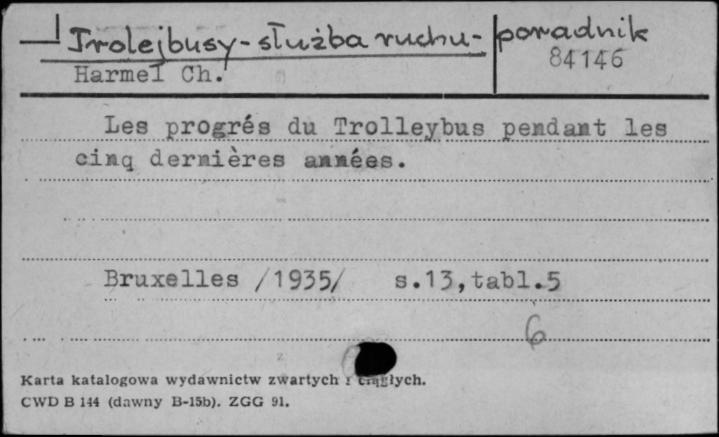 Trolejbusy - służba ruchu - poradnik
Harmel Ch. 84146
Les progrés du Trolleybus pendant les
cinq dernières années.
Bruxelles /1935/ s.13,tabl.5
6
Karta katalogowa wydawnictw zwartych i ciągłych.
CWD B 144 (dawny B-15b). ZGG 91.